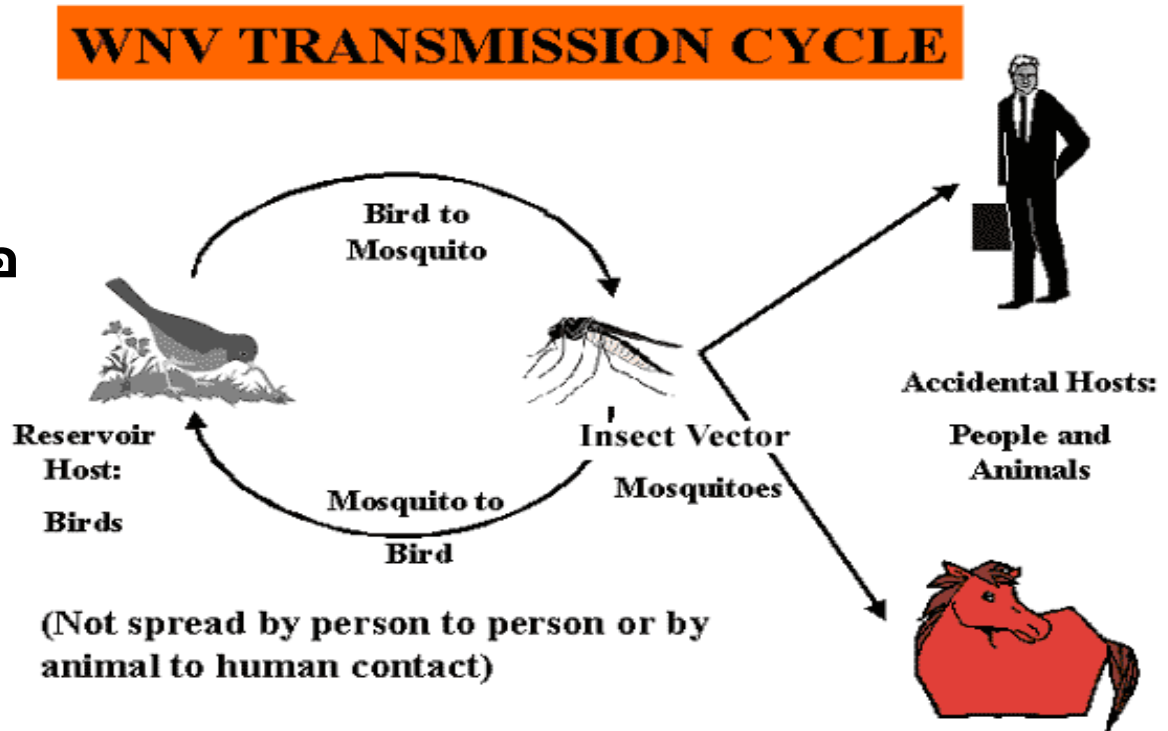 WNV TRANSMISSION CYCLE
Bird to
Mosquito
Reservoir
Host:
Birds
Insect Vector
Mosquitoes
Mosquito to
Bird
Accidental Hosts:
People and
Animals
(Not spread by person to person or by
animal to human contact)